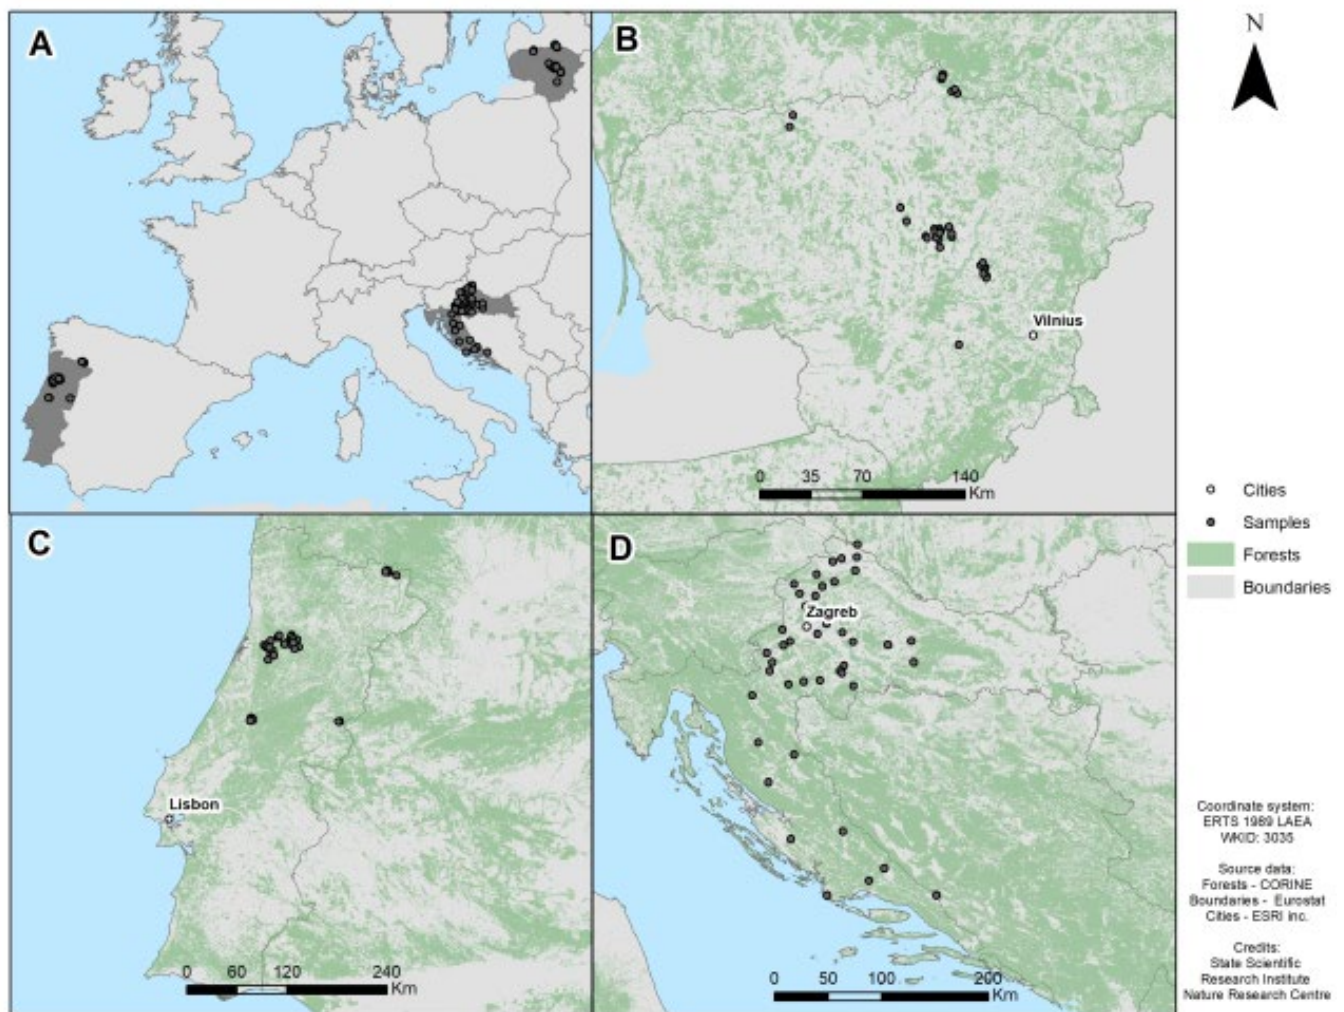 A
B
N
Vilnius
0 35 70 140
Km
Cities
Samples
Forests
Boundaries
C
D
Zagreb
Lisbon
0 60 120 240
Km
0 50 100 200
Km
Coordinate system:
ERTS 1989 LAEA
WKID: 3035
Source data:
Forests - CORINE
Boundaries - Eurostat
Cities - ESRI inc.
Credits:
State Scientific
Research Institute
Nature Research Centre